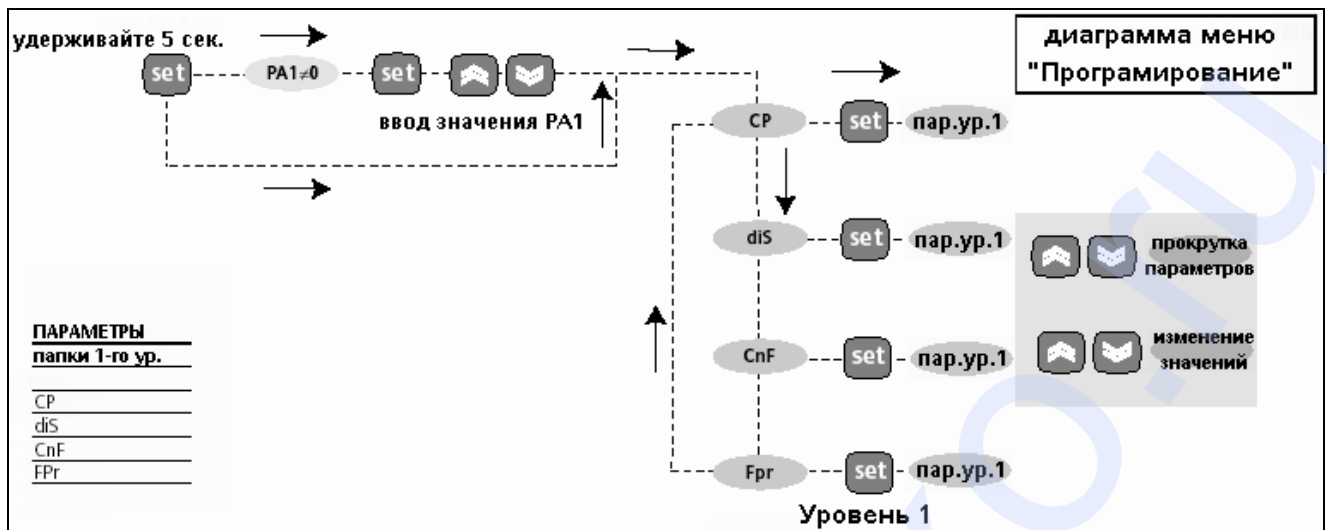 удерживайте 5 сек.
set
PA1≠0
set
ввод значения PA1
диаграмма меню
"Програмирование"
CP
set
пар.ур.1
diS
set
пар.ур.1
прокрутка
параметров
CnF
set
пар.ур.1
изменение
значений
Fpr
set
пар.ур.1
Уровень 1
ПАРАМЕТРЫ
папки 1-го ур.
CP
diS
CnF
FPr
ro.ru